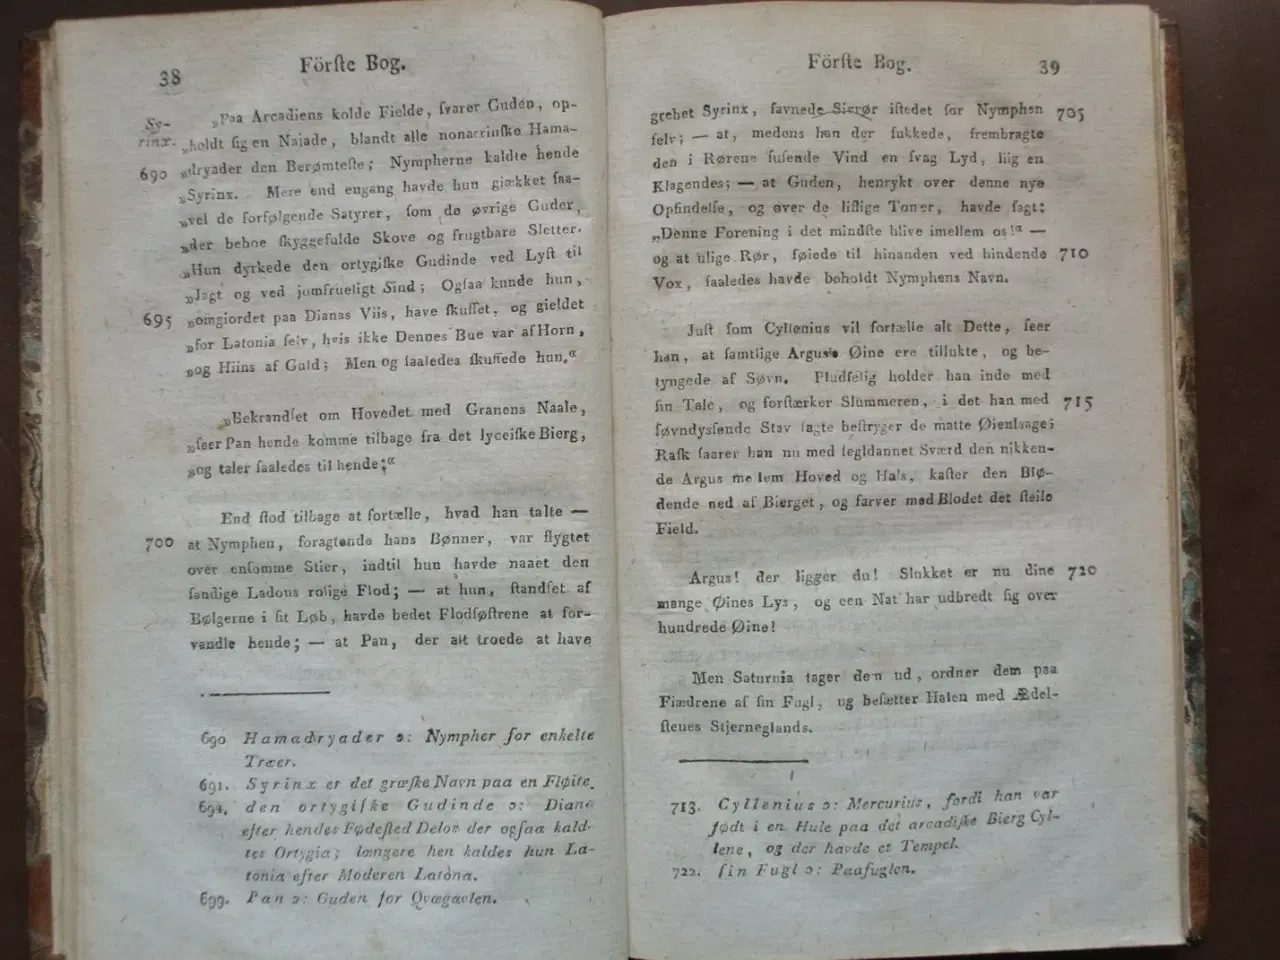 38
Förſte Bog.
Sy-
rinx.
„Paa Arcadiens kolde Fielde, ſvarer Guden, op-
„holdt ſig en Najade, blandt alle nonacrinſke Hama-
690 „dryader den Berømteſte; Nympherne kaldte hende
„Syrinx. Mere end engang havde hun giækket ſaa-
„vel de forfølgende Satyrer, ſom de øvrige Guder,
„der beboe ſkyggefulde Skove og frugtbare Sletter.
„Hun dyrkede den ortygiſke Gudinde ved Lyſt til
„Jagt og ved jomfrueligt Sind; Ogſaa kunde hun,
695 „omgiordet paa Dianas Viis, have ſkuffet, og gieldet
„for Latonia ſelv, hvis ikke Dennes Bue var af Horn,
„og Hiins af Guld; Men og ſaaledes ſkuffede hun.“
„Bekrandſet om Hovedet med Granens Naale,
„ſeer Pan hende komme tilbage fra det lyceiſke Bierg,
„og taler ſaaledes til hende;“
End ſtod tilbage at fortælle, hvad han talte —
700 at Nymphen, foragtende hans Bønner, var flygtet
over enſomme Stier, indtil hun havde naaet den
ſandige Ladons rolige Flod; — at hun, ſtandſet af
Bølgerne i ſit Løb, havde bedet Flodſøſtrene at for-
vandle hende; — at Pan, der alt troede at have
690 Hamadryader ɔ: Nympher for enkelte
Træer.
691. Syrinx er det græſke Navn paa en Fløite.
694. den ortygiſke Gudinde ɔ: Diana
efter hendes Fødeſted Delos der ogſaa kald-
tes Ortygia; længere hen kaldes hun La-
tonia efter Moderen Latona.
699. Pan ɔ: Guden for Qvægavlen.
Förſte Bog.
39
grebet Syrinx, favnede Sivrør iſtedet for Nymphen 705
ſelv; — at, medens han der ſukkede, frembragte
den i Rørene ſuſende Vind en ſvag Lyd, liig en
Klagendes; — at Guden, henrykt over denne nye
Opfindelſe, og over de liſtige Toner, havde ſagt:
„Denne Forening i det mindſte blive imellem os!“ —
og at ulige Rør, føiede til hinanden ved bindende 710
Vox, ſaaledes havde beholdt Nymphens Navn.
Juſt ſom Cyllenius vil fortælle alt Dette, ſeer
han, at ſamtlige Argus's Øine ere tillukte, og be-
tyngede af Søvn. Pludſelig holder han inde med
ſin Tale, og forſtærker Slummeren, i det han med 715
ſøvndyſſende Stav ſagte beſtryger de matte Øienlaage;
Raſk ſaarer han nu med ſegldannet Sværd den nikken-
de Argus mellem Hoved og Hals, kaſter den Blø-
dende ned af Bierget, og farver med Blodet det ſteile
Field.
Argus! der ligger du! Slukket er nu dine 720
mange Øines Lys, og een Nat har udbredt ſig over
hundrede Øine!
Men Saturnia tager dem ud, ordner dem paa
Fiædrene af ſin Fugl, og beſætter Halen med Ædel-
ſtenes Stjerneglands.
713. Cyllenius ɔ: Mercurius, fordi han var
født i en Hule paa det arcadiſke Bierg Cyl-
lene, og der havde et Tempel.
722. ſin Fugl ɔ: Paafuglen.